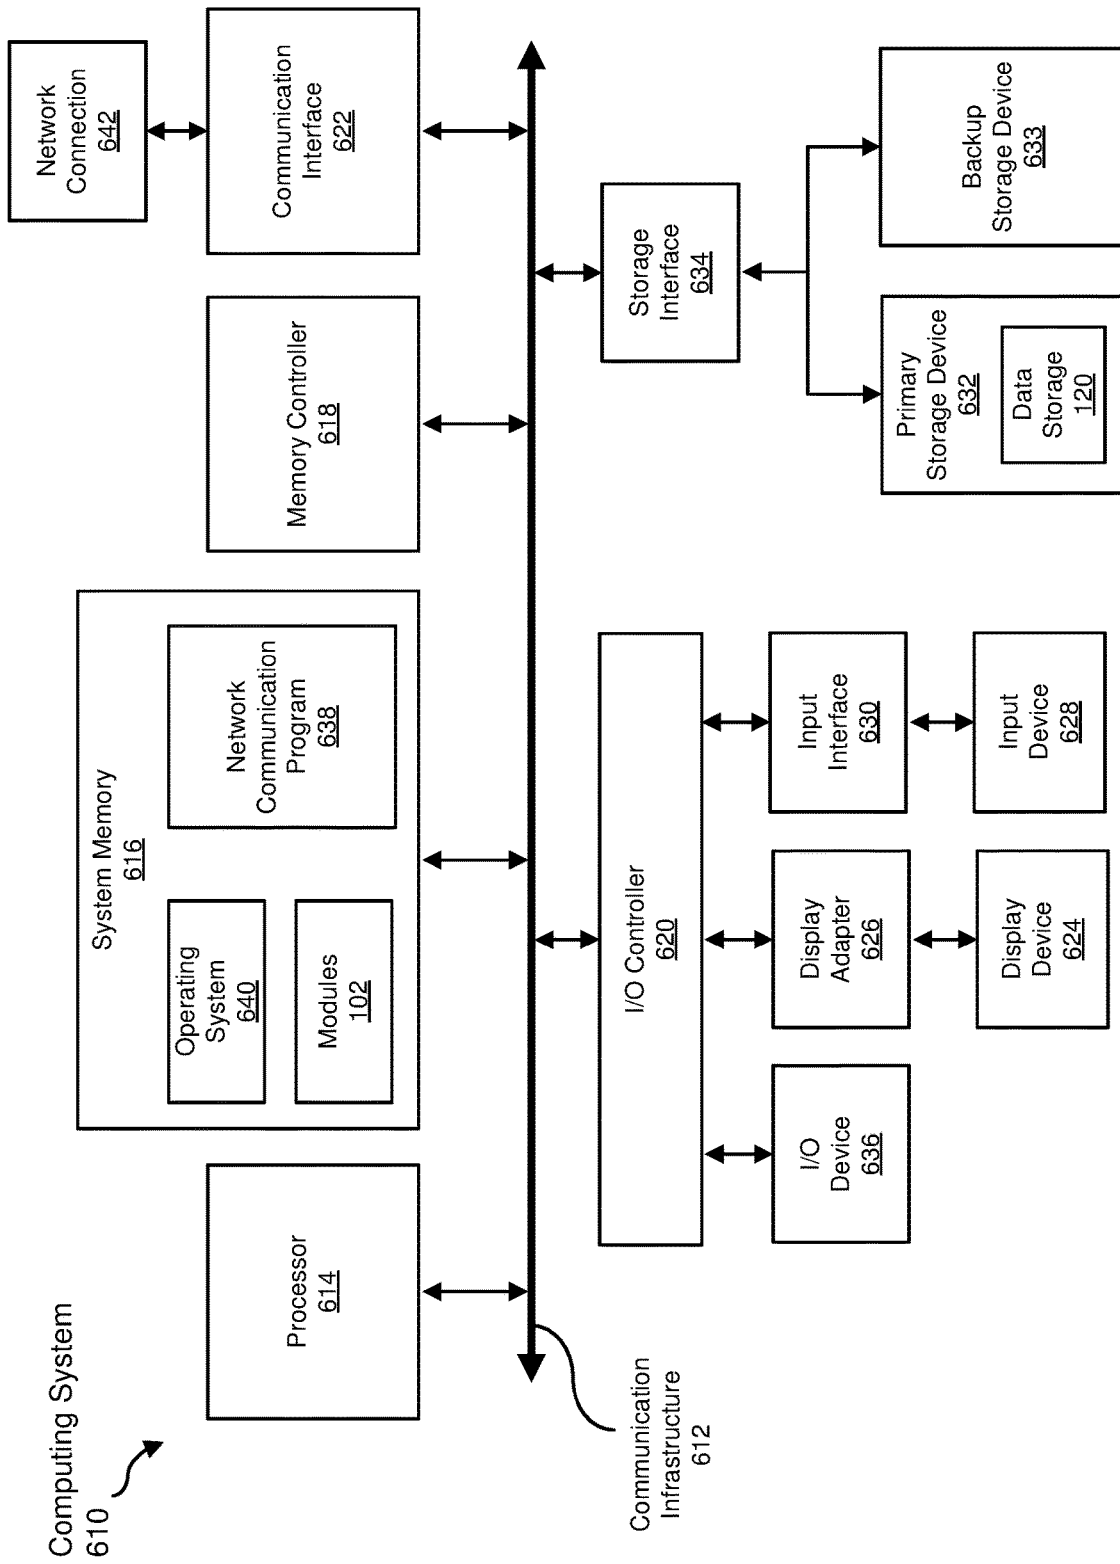 Computing System
610
Processor
614
System Memory
616
Operating
System
640
Modules
102
Network
Communication
Program
638
Memory Controller
618
Communication
Interface
622
Network
Connection
642
Communication
Infrastructure
612
I/O Controller
620
Storage
Interface
634
I/O
Device
636
Display
Adapter
626
Input
Interface
630
Display
Device
624
Input
Device
628
Primary
Storage Device
632
Data
Storage
120
Backup
Storage Device
633